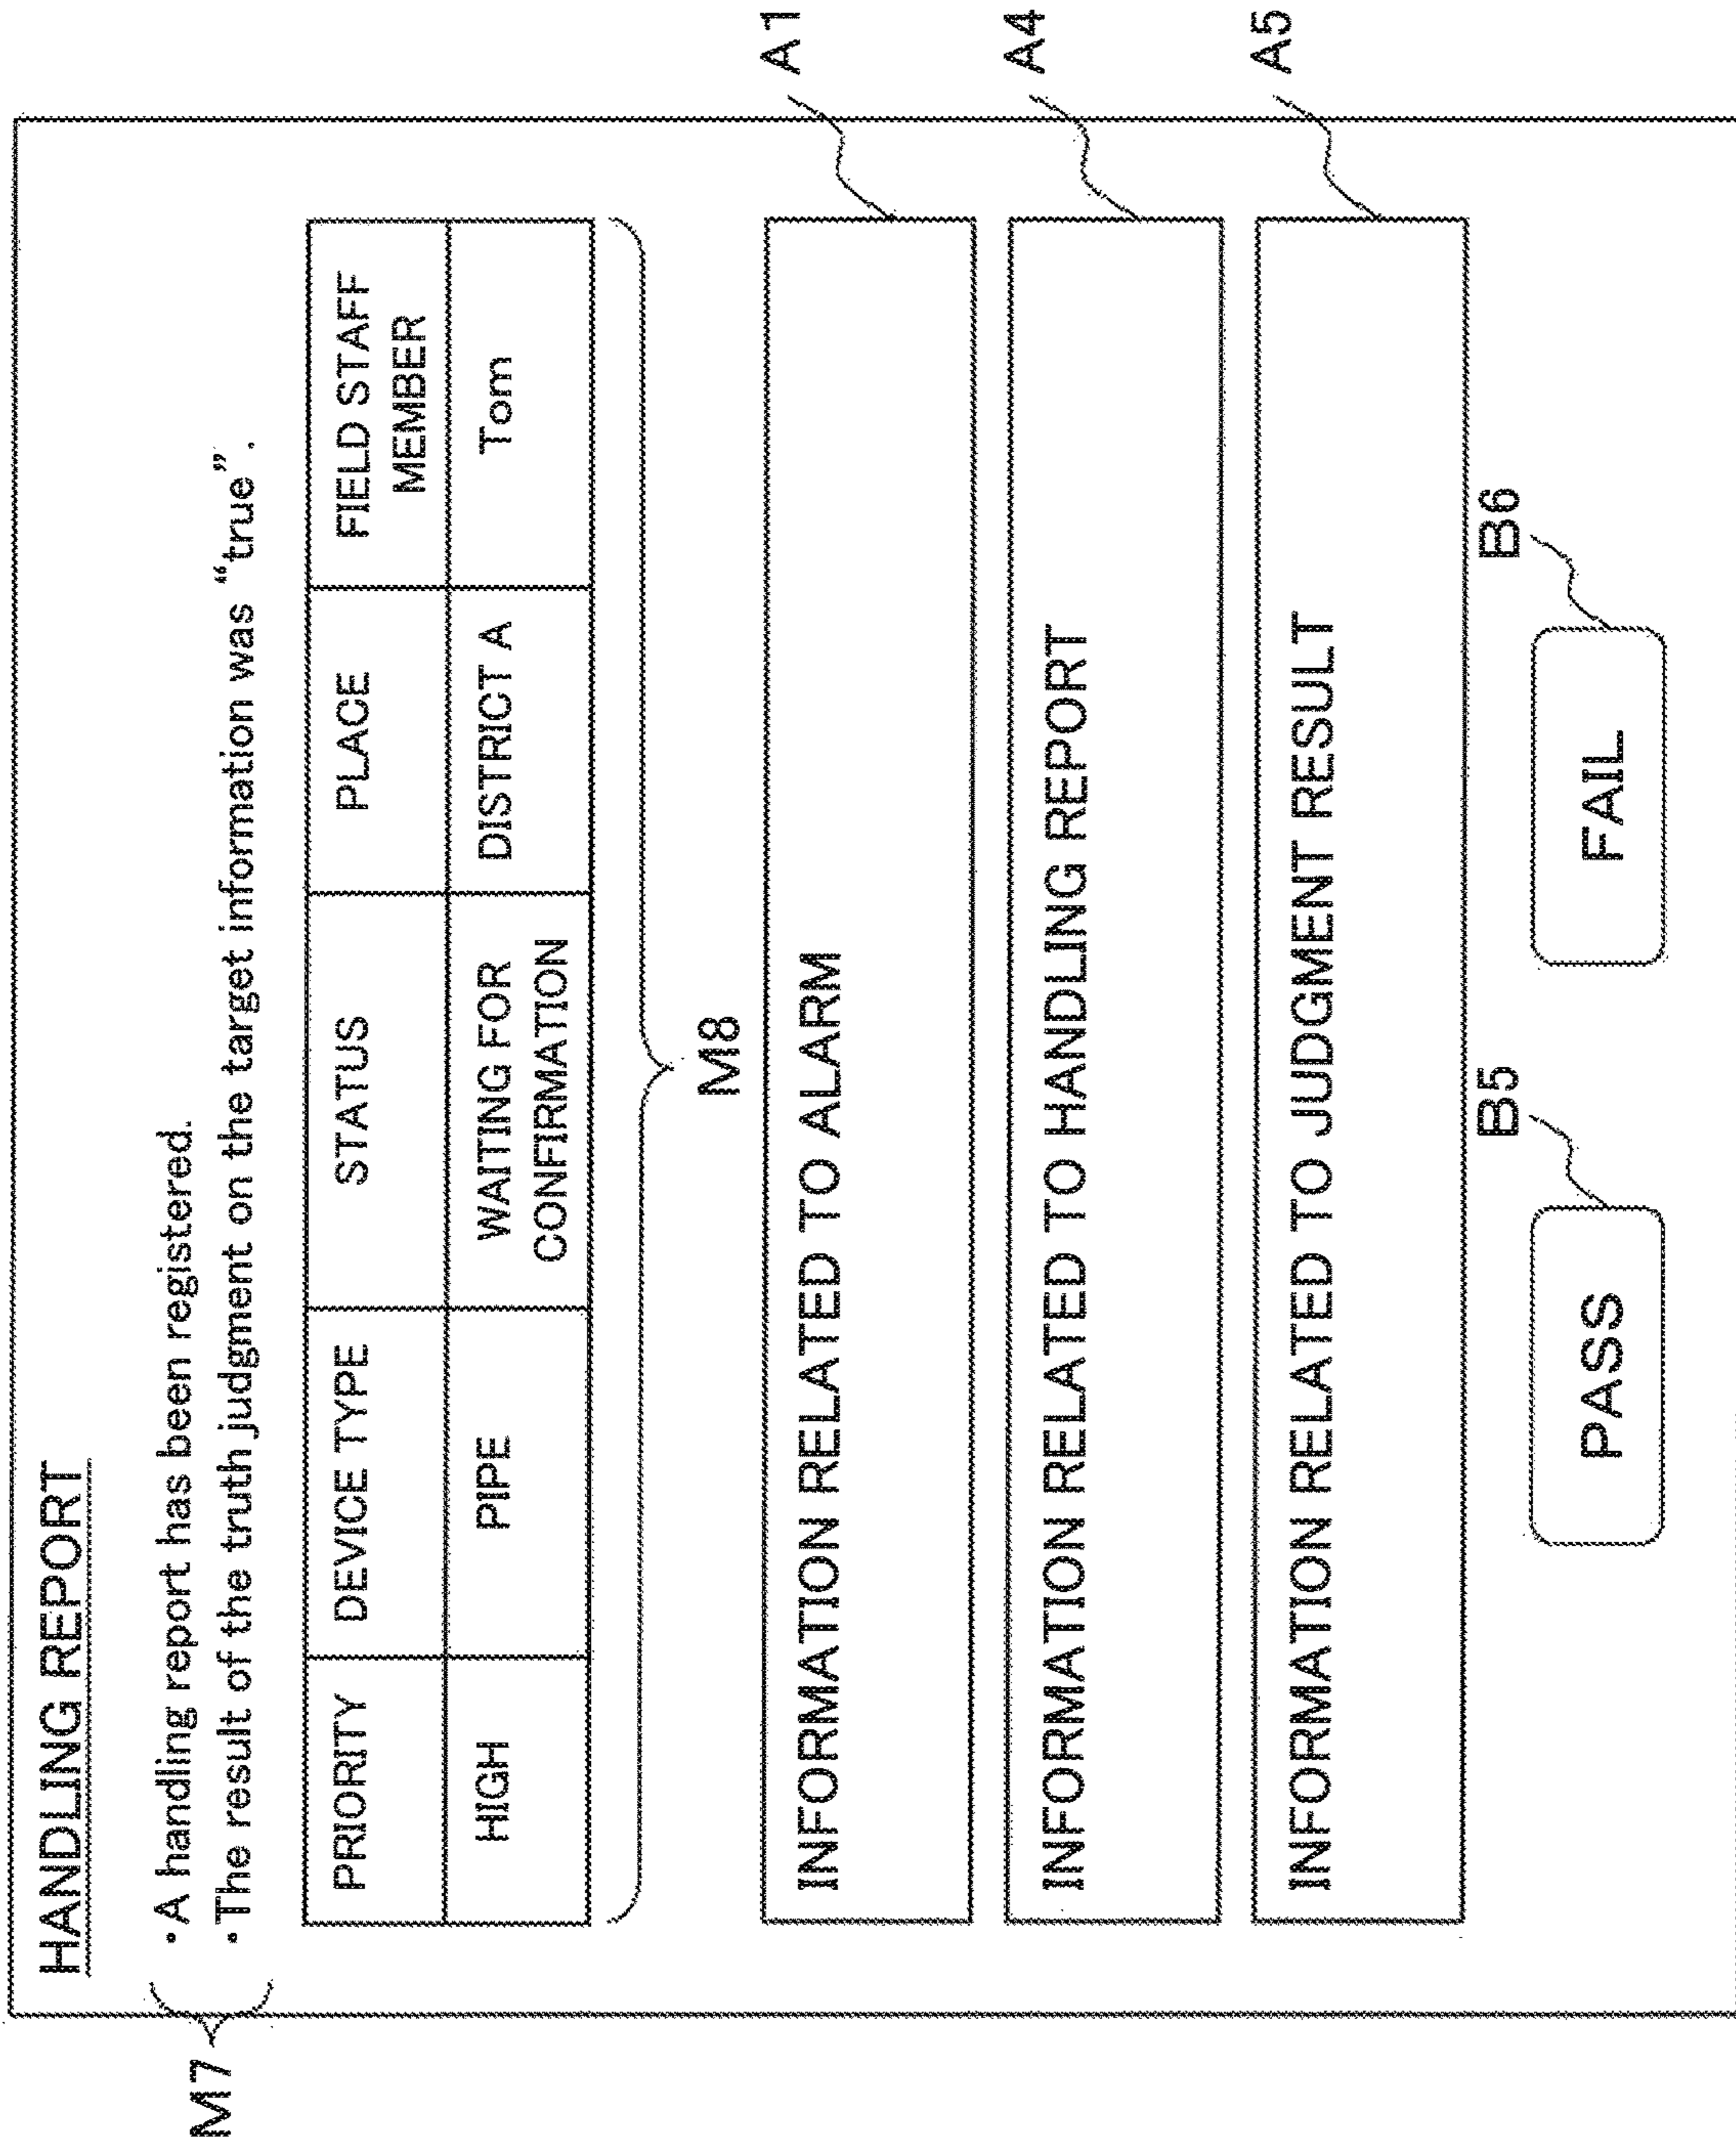 HANDLING REPORT
M7
・A handling report has been registered.
・The result of the truth judgment on the target information was “true”.
PRIORITY DEVICE TYPE STATUS PLACE FIELD STAFF MEMBER
HIGH PIPE WAITING FOR CONFIRMATION DISTRICT A Tom
M8
INFORMATION RELATED TO ALARM
A1
INFORMATION RELATED TO HANDLING REPORT
A4
INFORMATION RELATED TO JUDGMENT RESULT
A5
B5
B6
PASS
FAIL